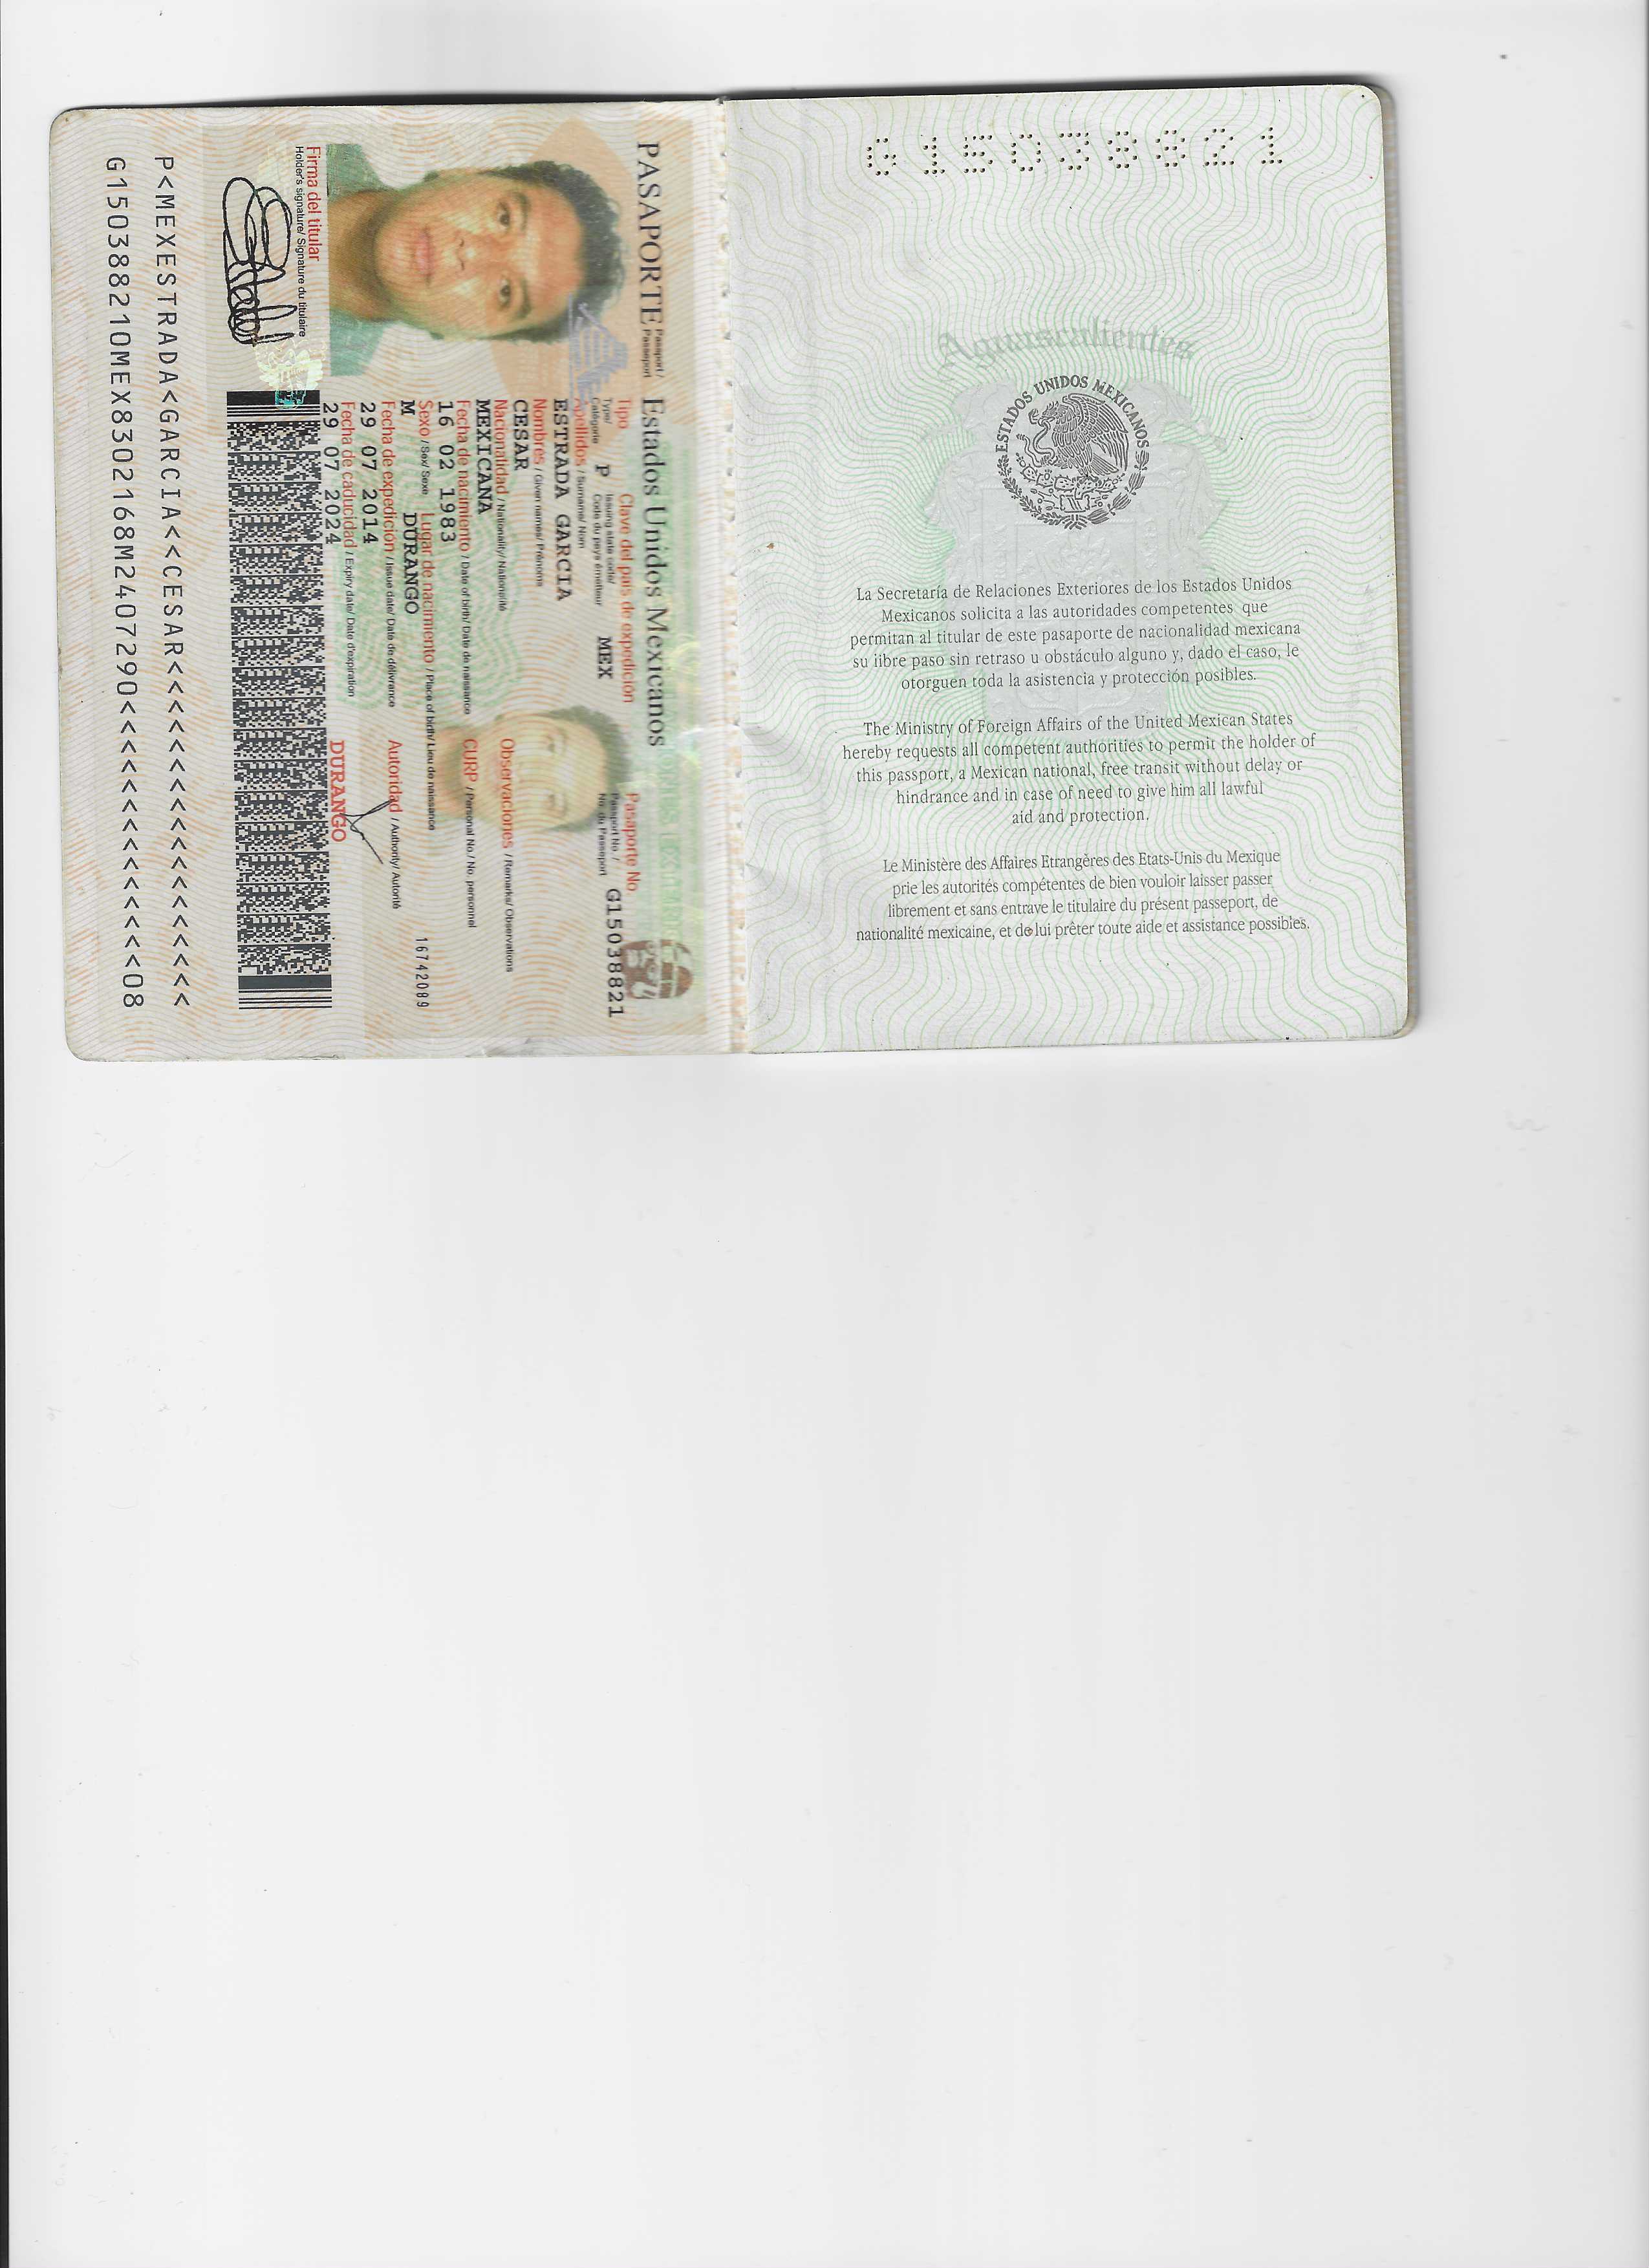 G15038821
Aguascalientes
ESTADOS UNIDOS MEXICANOS
La Secretaría de Relaciones Exteriores de los Estados Unidos
Mexicanos solicita a las autoridades competentes que
permitan al titular de este pasaporte de nacionalidad mexicana
su libre paso sin retraso u obstáculo alguno y, dado el caso, le
otorguen toda la asistencia y protección posibles.
The Ministry of Foreign Affairs of the United Mexican States
hereby requests all competent authorities to permit the holder of
this passport, a Mexican national, free transit without delay or
hindrance and in case of need to give him all lawful
aid and protection.
Le Ministère des Affaires Etrangères des Etats-Unis du Mexique
prie les autorités compétentes de bien vouloir laisser passer
librement et sans entrave le titulaire du présent passeport, de
nationalité mexicaine, et de lui prêter toute aide et assistance possibles.
PASAPORTE Passport / Passeport Estados Unidos Mexicanos
Tipo Clave del país de expedición Pasaporte No.
Type/ Issuing state code/ Passport No /
Catégorie P Code du pays émetteur MEX No. du Passeport G15038821
Apellidos / Surname/ Nom
ESTRADA GARCIA
Nombres / Given names/ Prénoms
CESAR
Nacionalidad / Nationality/ Nationalité Observaciones / Remarks/ Observations
MEXICANA
Fecha de nacimiento / Date of birth/ Date de naissance CURP / Personal No./ No. personnel
16 02 1983
Sexo / Sex/ Sexe Lugar de nacimiento / Place of birth/ Lieu de naissance
M DURANGO 16742089
Fecha de expedición / Issue date/ Date de délivrance Autoridad / Authority/ Autorité
29 07 2014
Fecha de caducidad / Expiry date/ Date d'expiration DURANGO
29 07 2024
Firma del titular
Holder's signature/ Signature du titulaire
P<MEXESTRADA<GARCIA<<CESAR<<<<<<<<<<<<<<<<<<
G150388210MEX8302168M2407290<<<<<<<<<<<<<<08